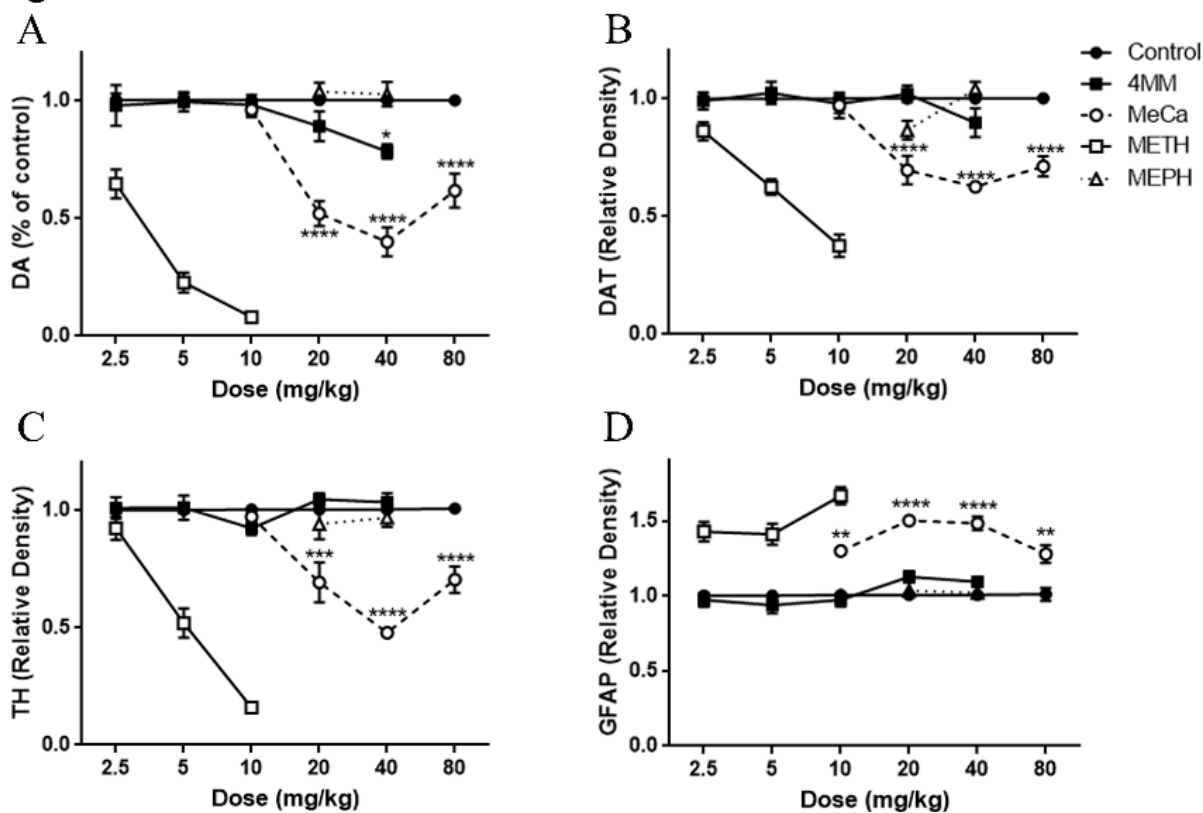 A
DA (% of control)
1.0
0.5
0.0
*
****
****
****
2.5 5 10 20 40 80
Dose (mg/kg)
B
DAT (Relative Density)
1.0
0.5
0.0
****
****
****
2.5 5 10 20 40 80
Dose (mg/kg)
Control
4MM
MeCa
METH
MEPH
C
TH (Relative Density)
1.0
0.5
0.0
***
****
****
2.5 5 10 20 40 80
Dose (mg/kg)
D
GFAP (Relative Density)
1.5
1.0
0.5
0.0
**
****
****
**
2.5 5 10 20 40 80
Dose (mg/kg)